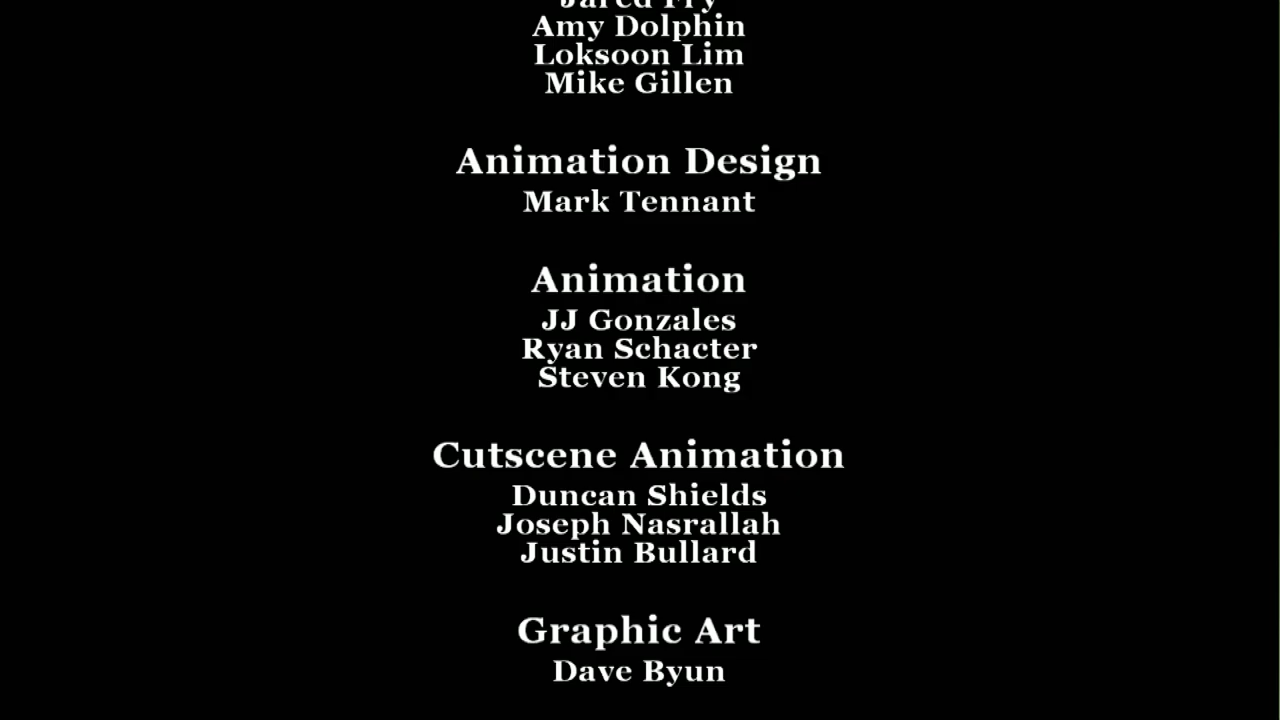 Jared Fry
Amy Dolphin
Loksoon Lim
Mike Gillen
Animation Design
Mark Tennant
Animation
JJ Gonzales
Ryan Schacter
Steven Kong
Cutscene Animation
Duncan Shields
Joseph Nasrallah
Justin Bullard
Graphic Art
Dave Byun